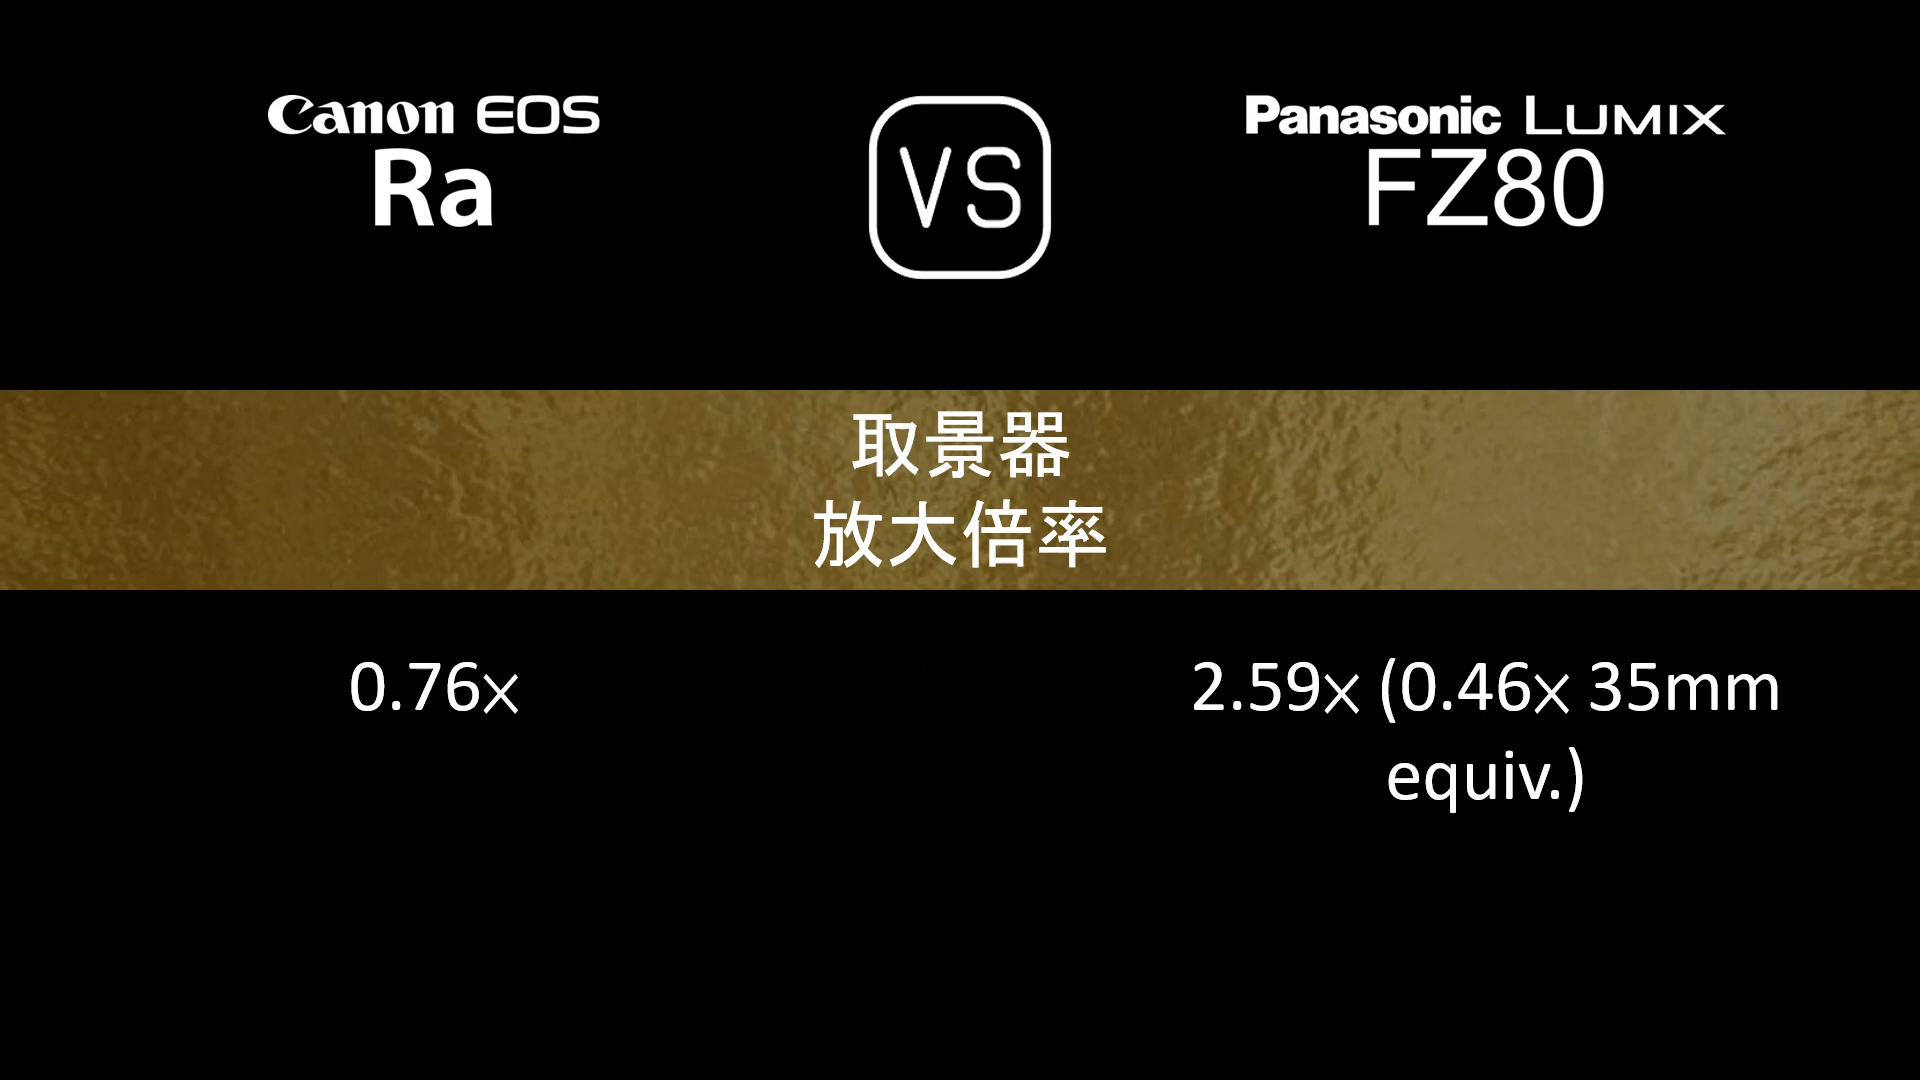 Canon EOS
Ra
VS
Panasonic LUMIX
FZ80
取景器
放大倍率
0.76x
2.59x (0.46x 35mm
equiv.)